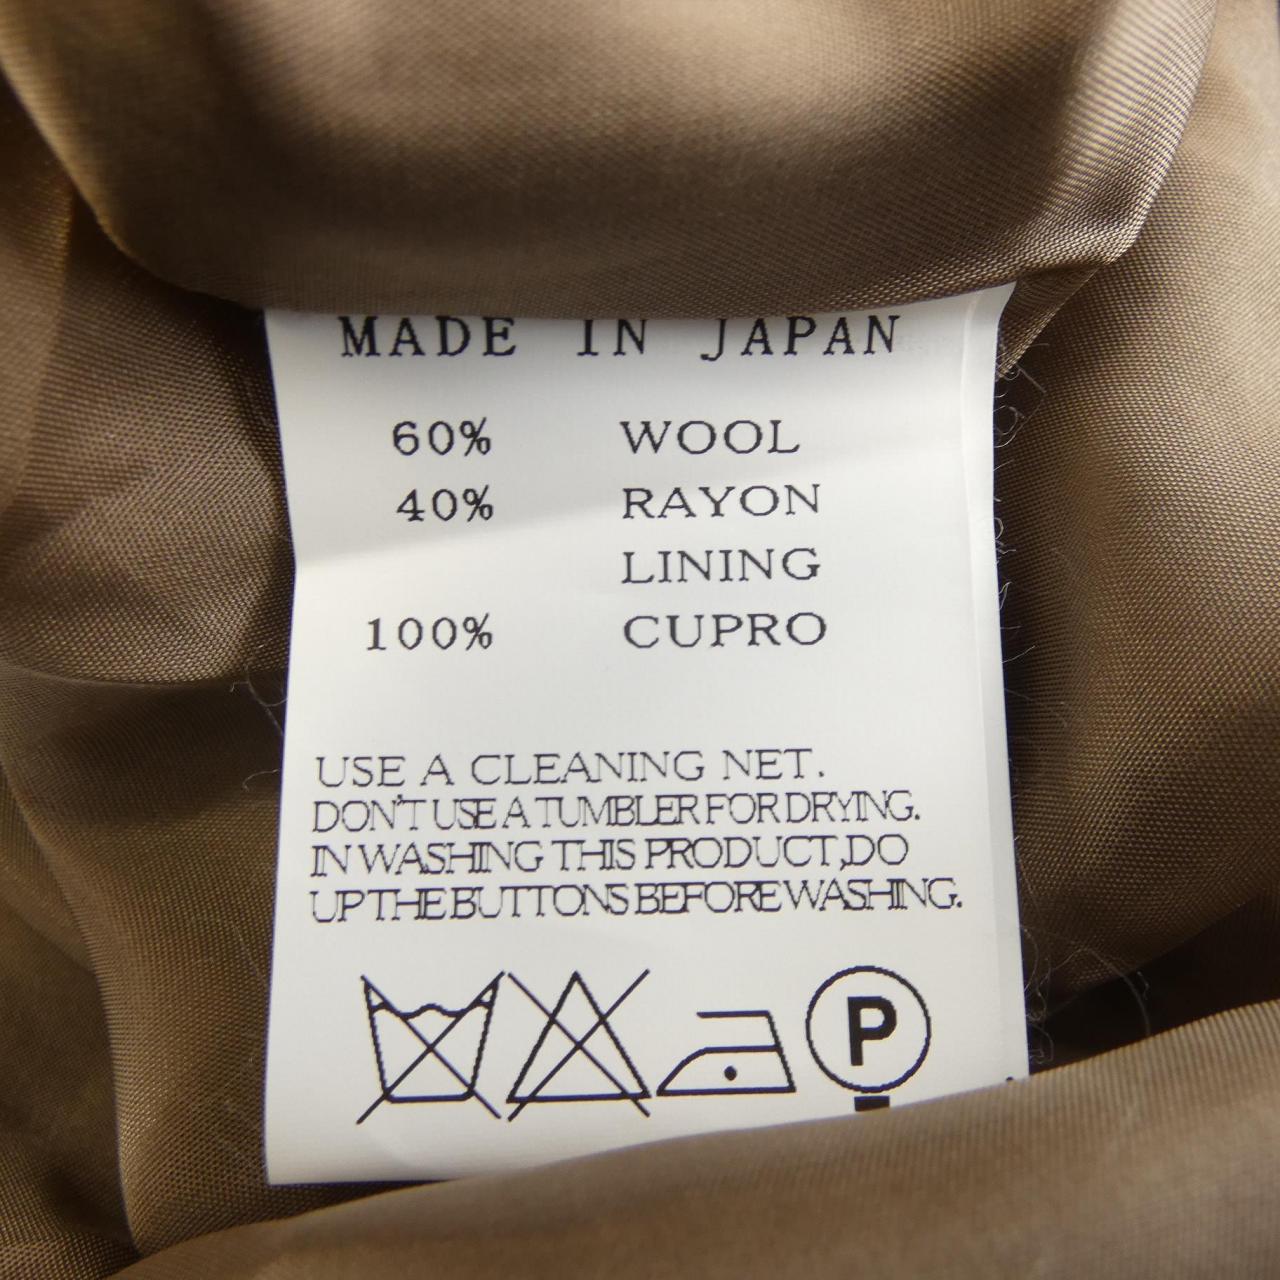 MADE IN JAPAN
60% WOOL
40% RAYON
LINING
100% CUPRO
USE A CLEANING NET.
DON'T USE A TUMBLER FOR DRYING.
IN WASHING THIS PRODUCT,DO
UP THE BUTTONS BEFORE WASHING.
P